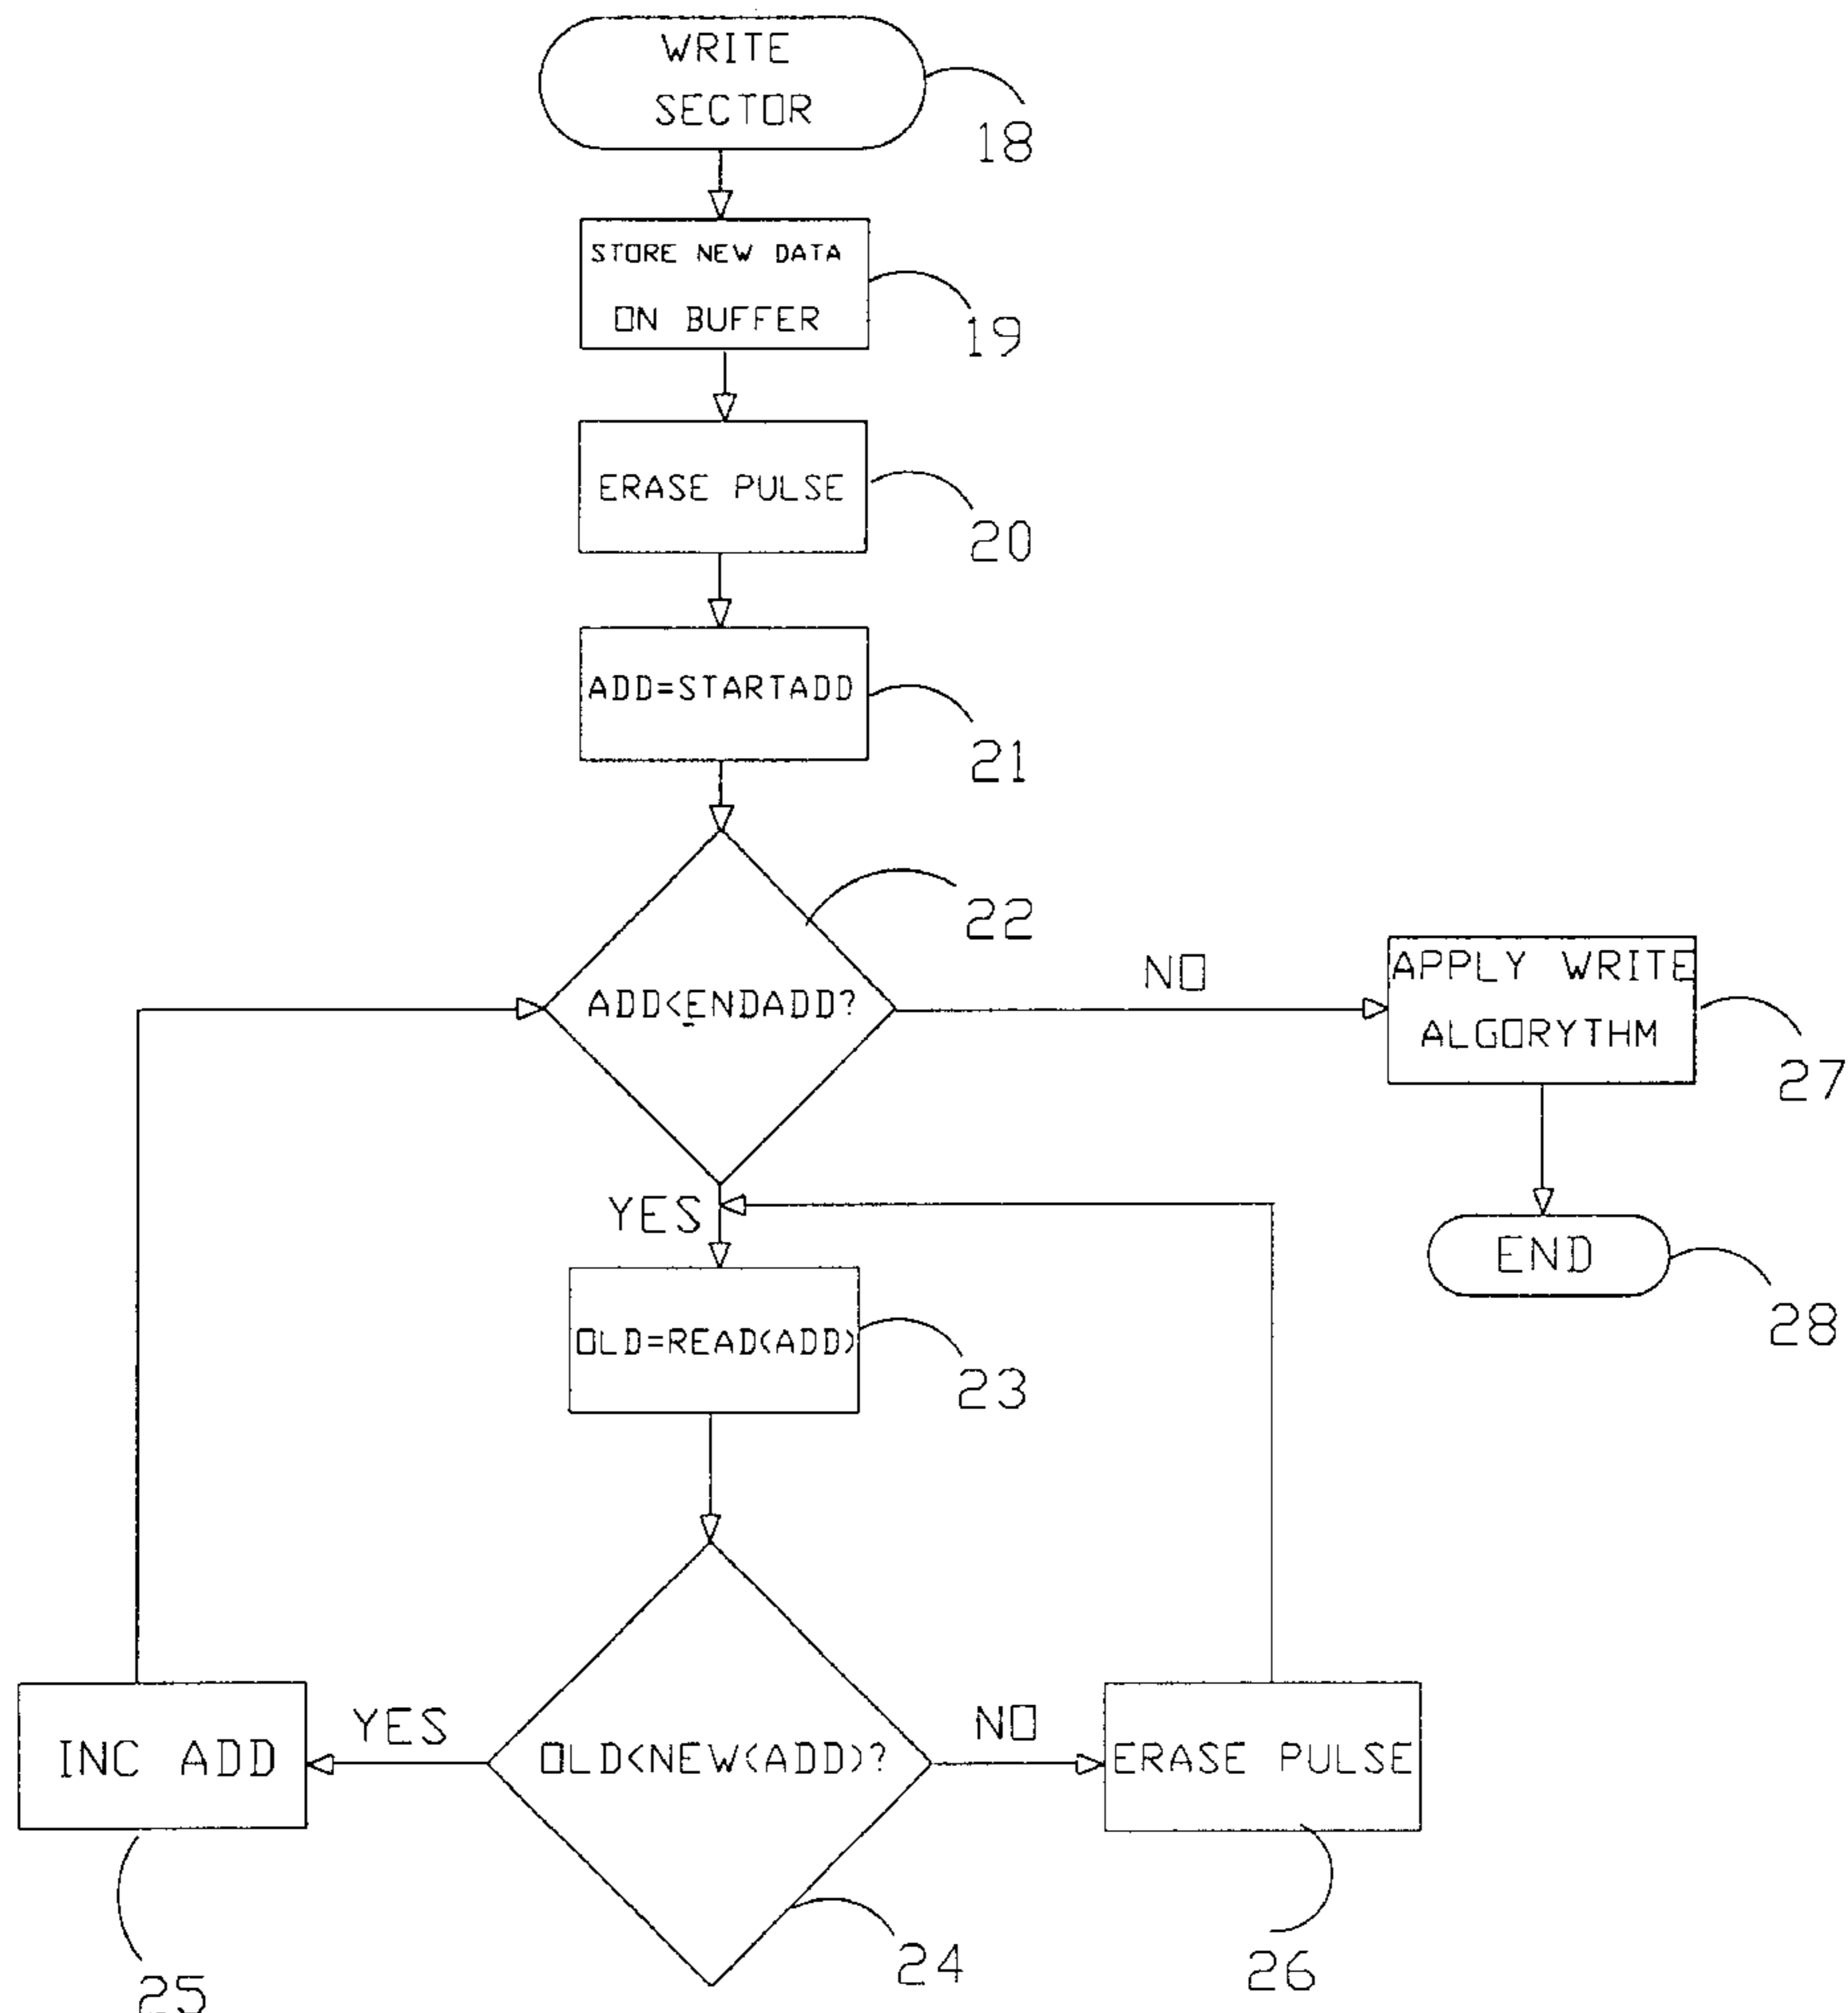 WRITE
SECTOR
18
STORE NEW DATA
ON BUFFER
19
ERASE PULSE
20
ADD=STARTADD
21
22
ADD<ENDADD?
NO
APPLY WRITE
ALGORYTHM
27
YES
END
28
OLD=READ(ADD)
23
YES
NO
INC ADD
OLD<NEW(ADD)?
ERASE PULSE
24
26
25